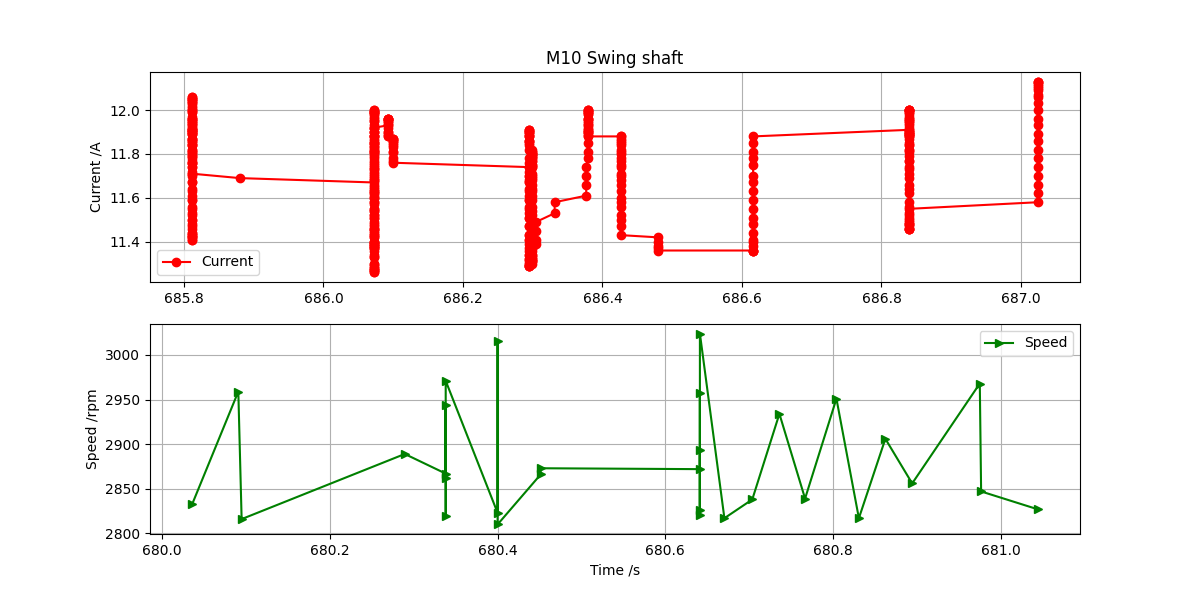 M10 Swing shaft
Current /A
12.0
11.8
11.6
11.4
Current
685.8 686.0 686.2 686.4 686.6 686.8 687.0
Speed /rpm
3000
2950
2900
2850
2800
Speed
680.0 680.2 680.4 680.6 680.8 681.0
Time /s